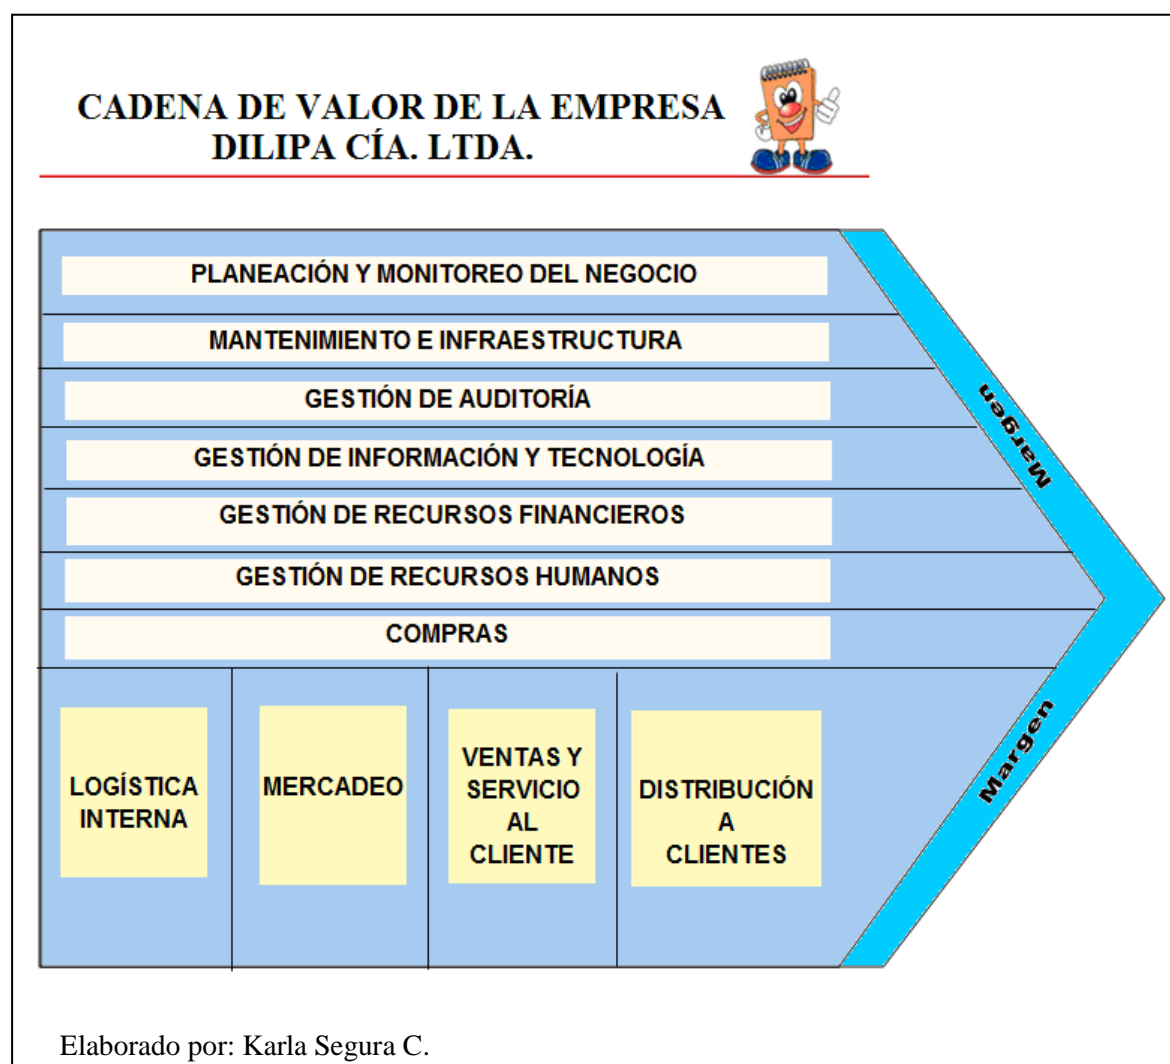 CADENA DE VALOR DE LA EMPRESA
DILIPA CÍA. LTDA.
PLANEACIÓN Y MONITOREO DEL NEGOCIO
MANTENIMIENTO E INFRAESTRUCTURA
GESTIÓN DE AUDITORÍA
GESTIÓN DE INFORMACIÓN Y TECNOLOGÍA
GESTIÓN DE RECURSOS FINANCIEROS
GESTIÓN DE RECURSOS HUMANOS
COMPRAS
Margen
LOGÍSTICA
INTERNA
MERCADEO
VENTAS Y
SERVICIO
AL
CLIENTE
DISTRIBUCIÓN
A
CLIENTES
Margen
Elaborado por: Karla Segura C.